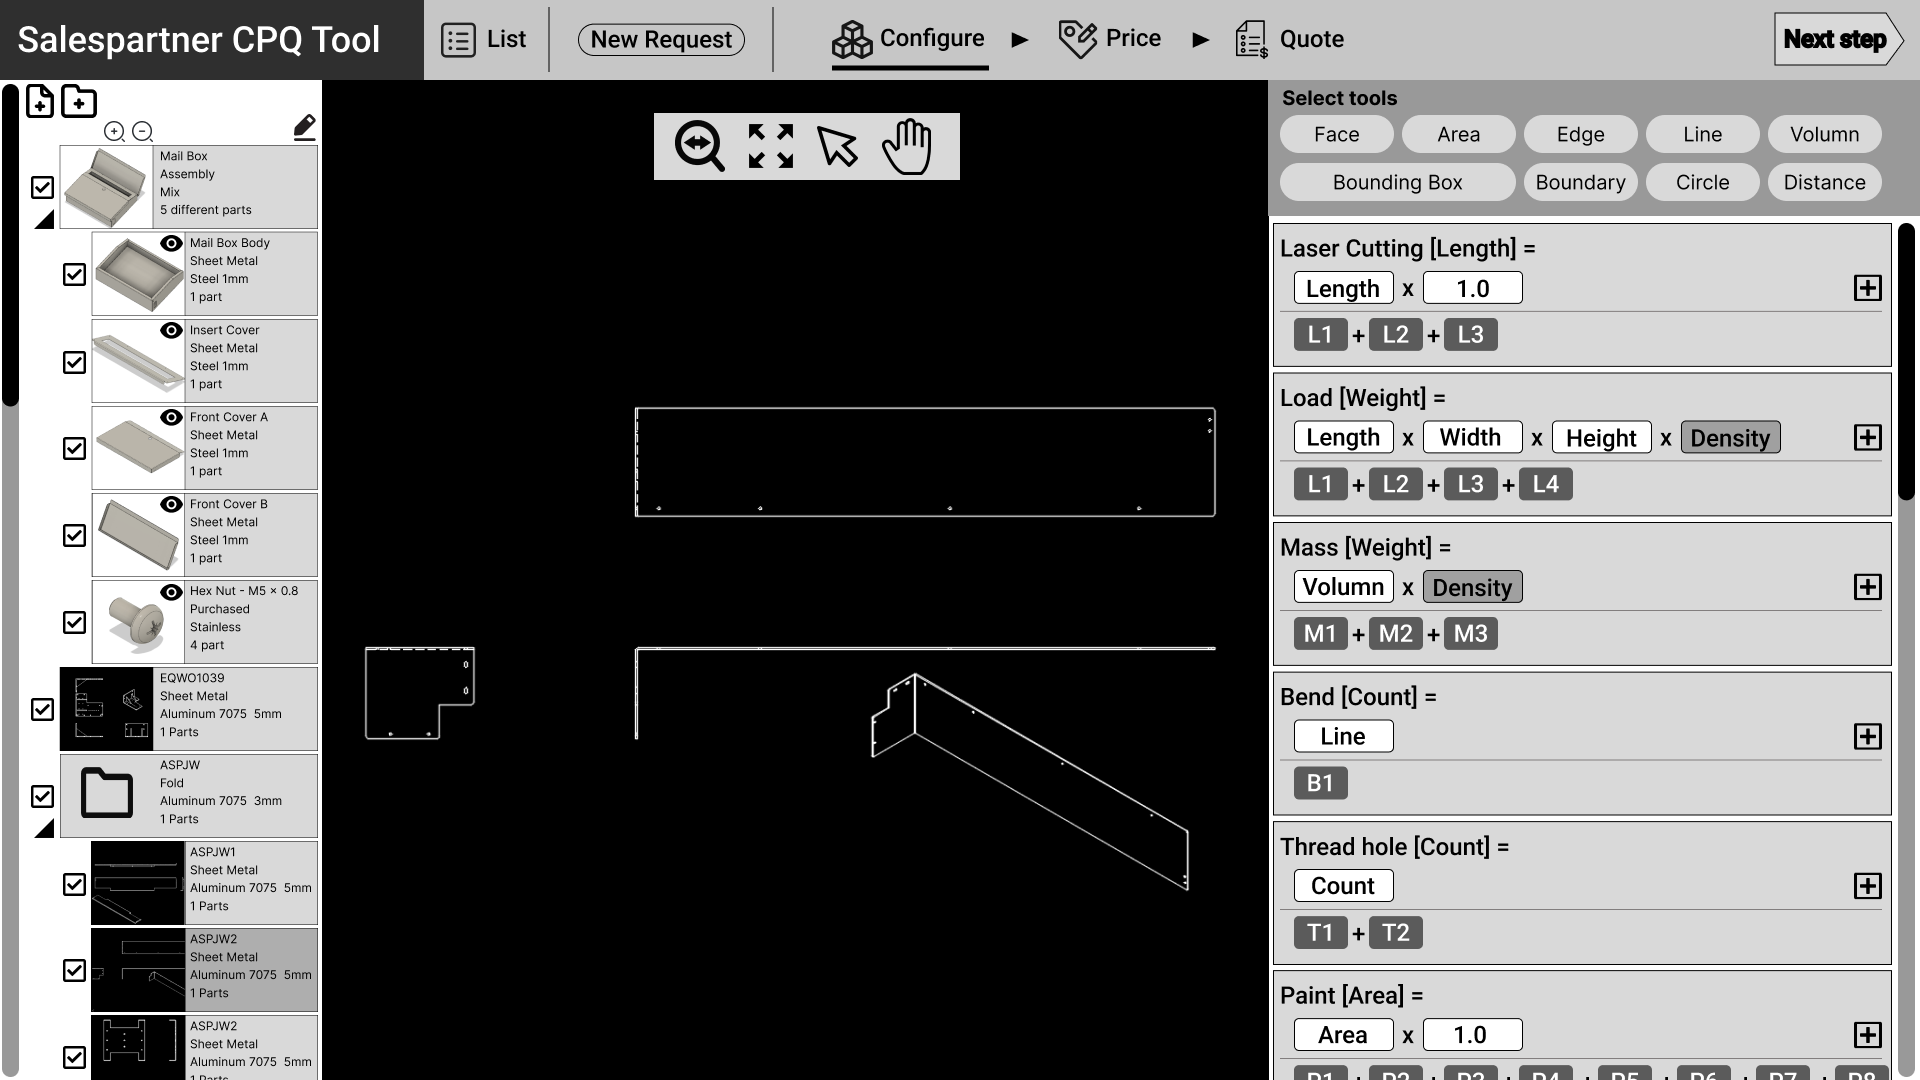 Salespartner CPQ Tool
List
New Request
Configure
Price
Quote
Next step
Mail Box
Assembly
Mix
5 different parts
Mail Box Body
Sheet Metal
Steel 1mm
1 part
Insert Cover
Sheet Metal
Steel 1mm
1 part
Front Cover A
Sheet Metal
Steel 1mm
1 part
Front Cover B
Sheet Metal
Steel 1mm
1 part
Hex Nut - M5 × 0.8
Purchased
Stainless
4 part
EQWO1039
Sheet Metal
Aluminum 7075 5mm
1 Parts
ASPJW
Fold
Aluminum 7075 3mm
1 Parts
ASPJW1
Sheet Metal
Aluminum 7075 5mm
1 Parts
ASPJW2
Sheet Metal
Aluminum 7075 5mm
1 Parts
ASPJW2
Sheet Metal
Aluminum 7075 5mm
1 Parts
Select tools
Face Area Edge Line Volumn
Bounding Box Boundary Circle Distance
Laser Cutting [Length] =
Length x 1.0
L1 + L2 + L3
Load [Weight] =
Length x Width x Height x Density
L1 + L2 + L3 + L4
Mass [Weight] =
Volumn x Density
M1 + M2 + M3
Bend [Count] =
Line
B1
Thread hole [Count] =
Count
T1 + T2
Paint [Area] =
Area x 1.0